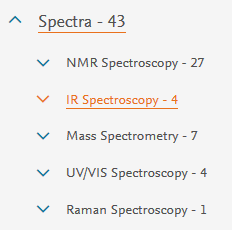 Spectra - 43
NMR Spectroscopy - 27
IR Spectroscopy - 4
Mass Spectrometry - 7
UV/VIS Spectroscopy - 4
Raman Spectroscopy - 1